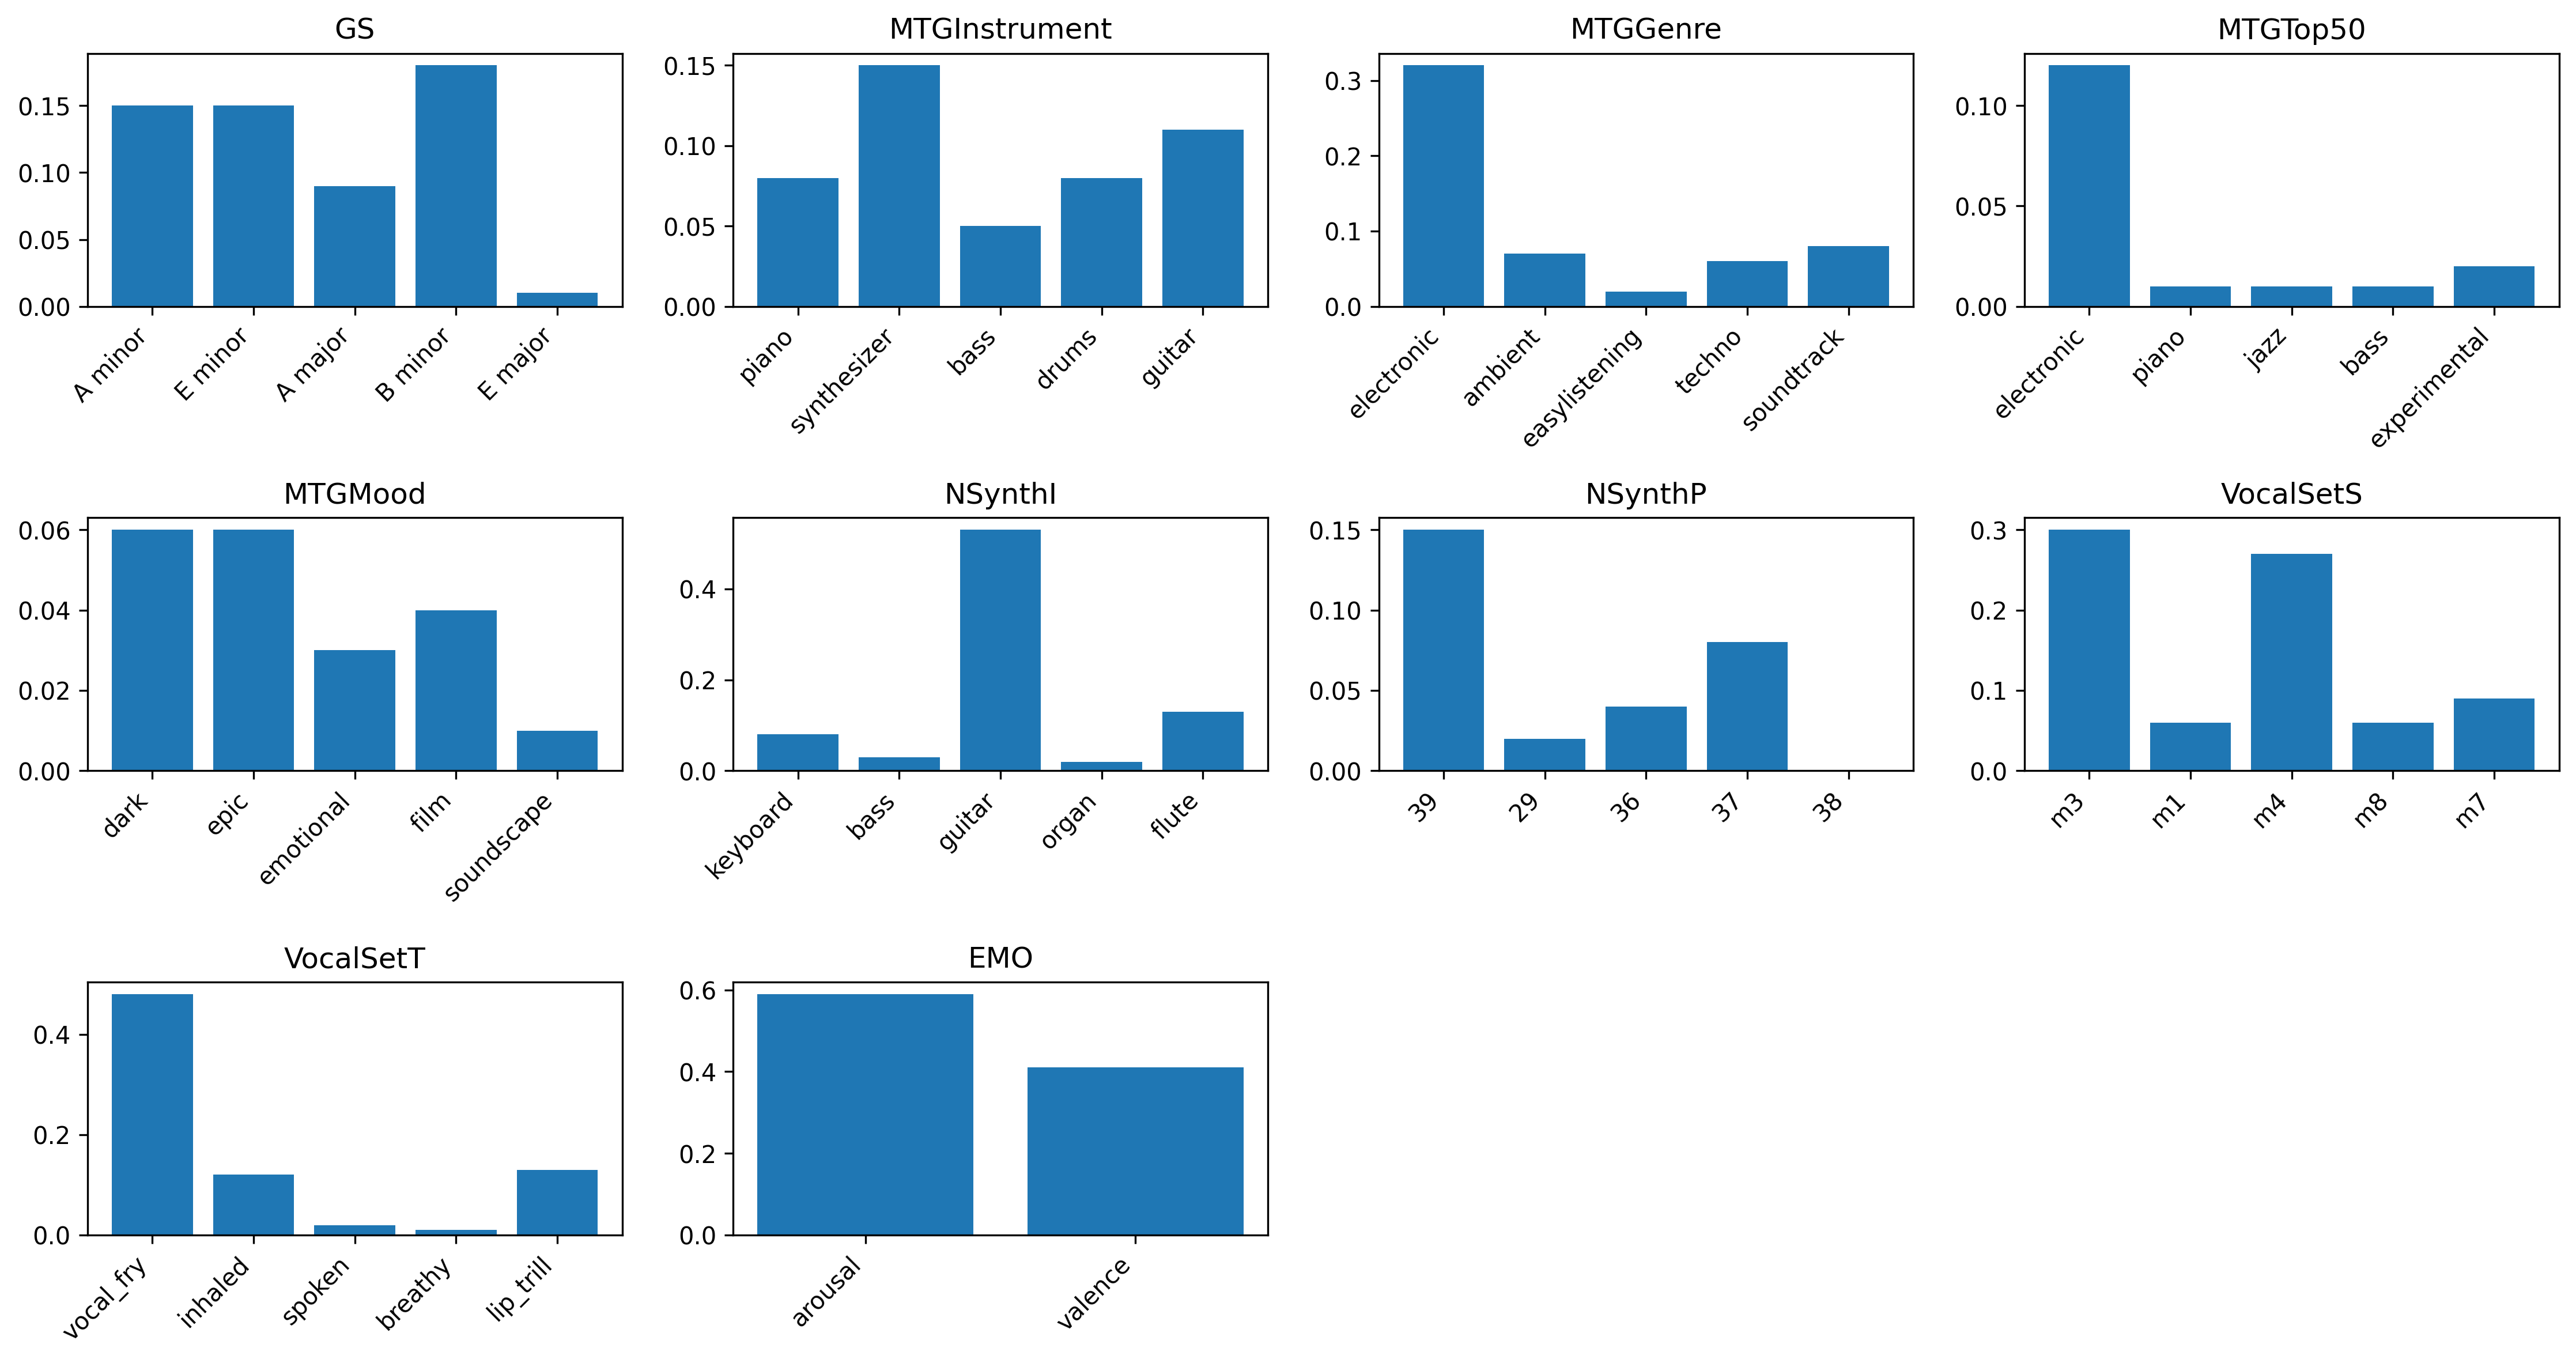 GS
0.15
0.10
0.05
0.00
A minor
E minor
A major
B minor
E major
MTGInstrument
0.15
0.10
0.05
0.00
piano
synthesizer
bass
drums
guitar
MTGGenre
0.3
0.2
0.1
0.0
electronic
ambient
easylistening
techno
soundtrack
MTGTop50
0.10
0.05
0.00
electronic
piano
jazz
bass
experimental
MTGMood
0.06
0.04
0.02
0.00
dark
epic
emotional
film
soundscape
NSynthI
0.4
0.2
0.0
keyboard
bass
guitar
organ
flute
NSynthP
0.15
0.10
0.05
0.00
39
29
36
37
38
VocalSetS
0.3
0.2
0.1
0.0
m3
m1
m4
m8
m7
VocalSetT
0.4
0.2
0.0
vocal_fry
inhaled
spoken
breathy
lip_trill
EMO
0.6
0.4
0.2
0.0
arousal
valence